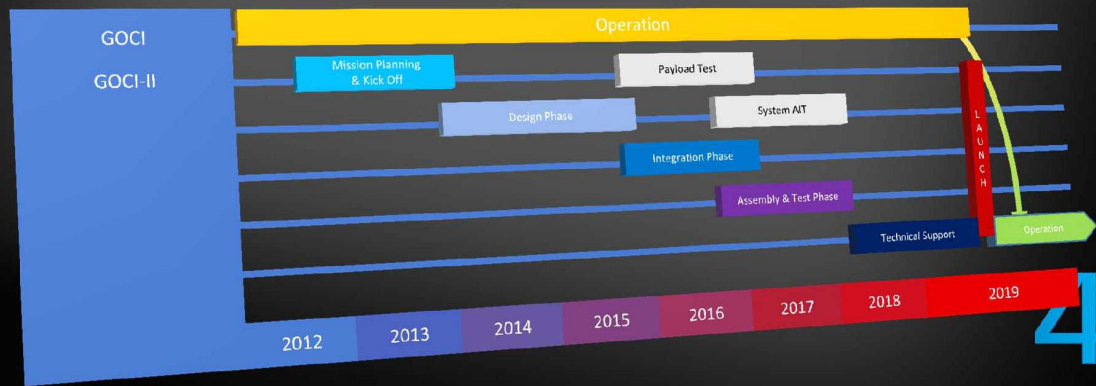 GOCI
Operation
GOCI-II
Mission Planning
& Kick Off
Payload Test
Design Phase
System AIT
LAUNCH
Integration Phase
Assembly & Test Phase
Technical Support
Operation
2012
2013
2014
2015
2016
2017
2018
2019
4